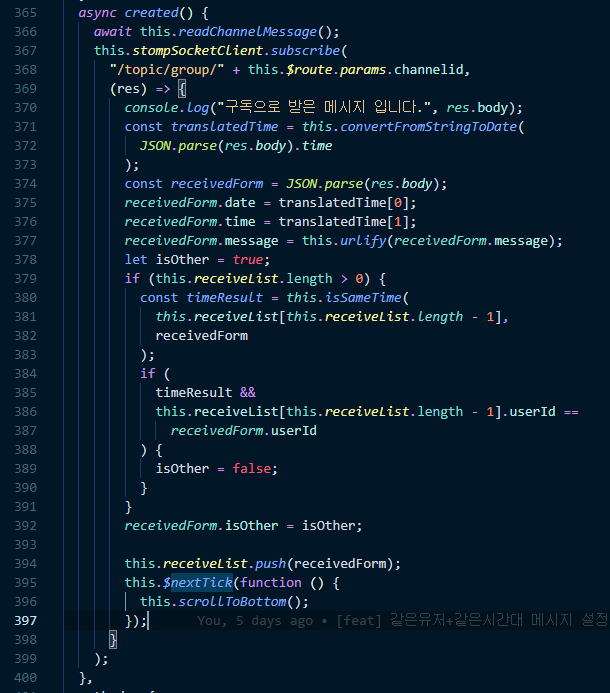 365 async created() {
366 await this.readChannelMessage();
367 this.stompSocketClient.subscribe(
368 "/topic/group/" + this.$route.params.channelid,
369 (res) => {
370 console.log("구독으로 받은 메시지 입니다.", res.body);
371 const translatedTime = this.convertFromStringToDate(
372 JSON.parse(res.body).time
373 );
374 const receivedForm = JSON.parse(res.body);
375 receivedForm.date = translatedTime[0];
376 receivedForm.time = translatedTime[1];
377 receivedForm.message = this.urlify(receivedForm.message);
378 let isOther = true;
379 if (this.receiveList.length > 0) {
380 const timeResult = this.isSameTime(
381 this.receiveList[this.receiveList.length - 1],
382 receivedForm
383 );
384 if (
385 timeResult &&
386 this.receiveList[this.receiveList.length - 1].userId ==
387 receivedForm.userId
388 ) {
389 isOther = false;
390 }
391 }
392 receivedForm.isOther = isOther;
393
394 this.receiveList.push(receivedForm);
395 this.$nextTick(function () {
396 this.scrollToBottom();
397 }); You, 5 days ago • [feat] 같은유저+같은시간대 메시지 설정
398 }
399 );
400 },